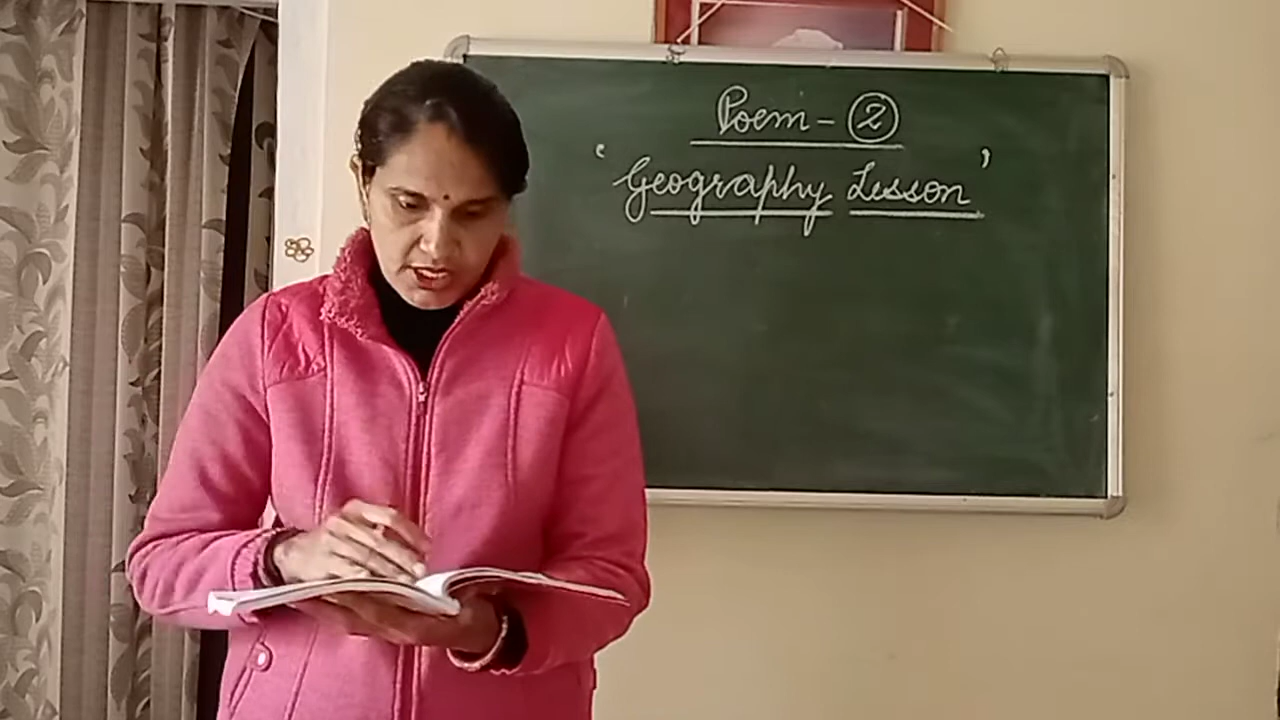 Poem - ②
' Geography Lesson '